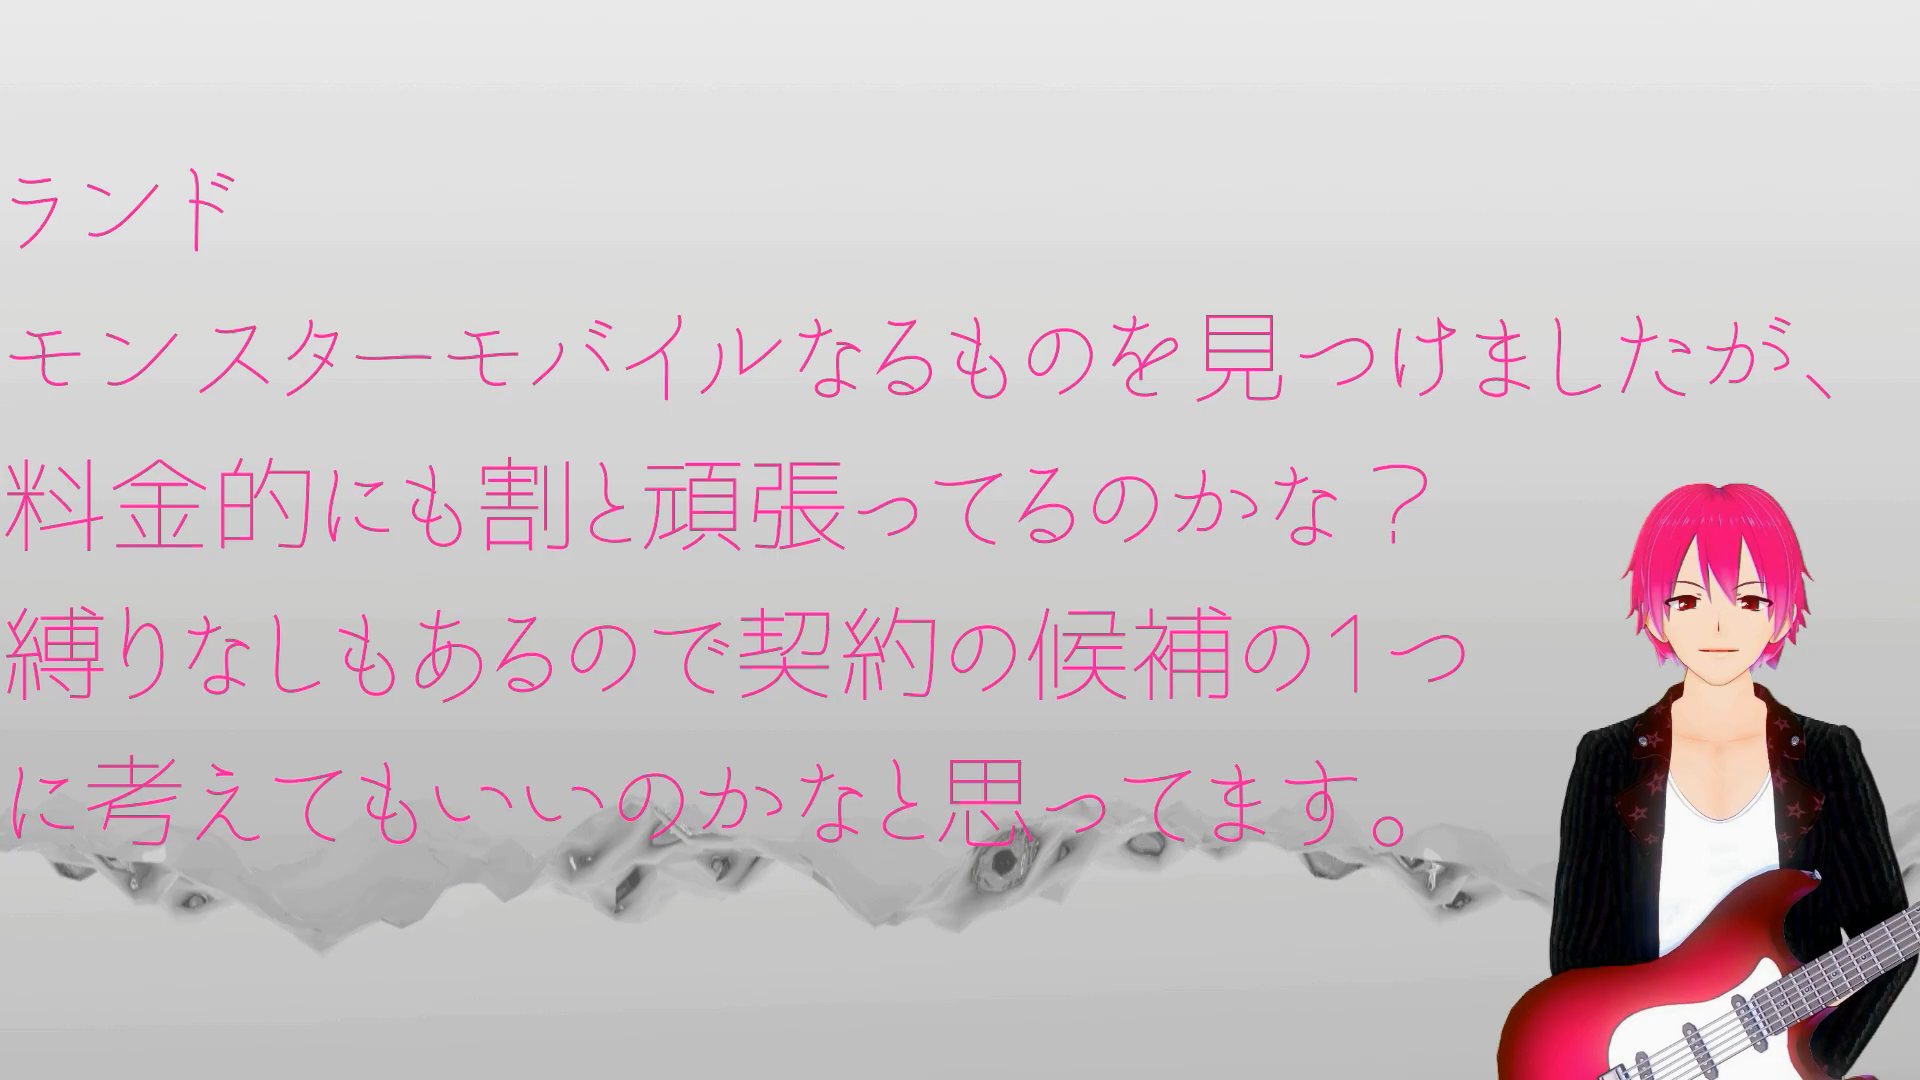 ランド
モンスターモバイルなるものを見つけましたが、
料金的にも割と頑張ってるのかな？
縛りなしもあるので契約の候補の1つ
に考えてもいいのかなと思ってます。